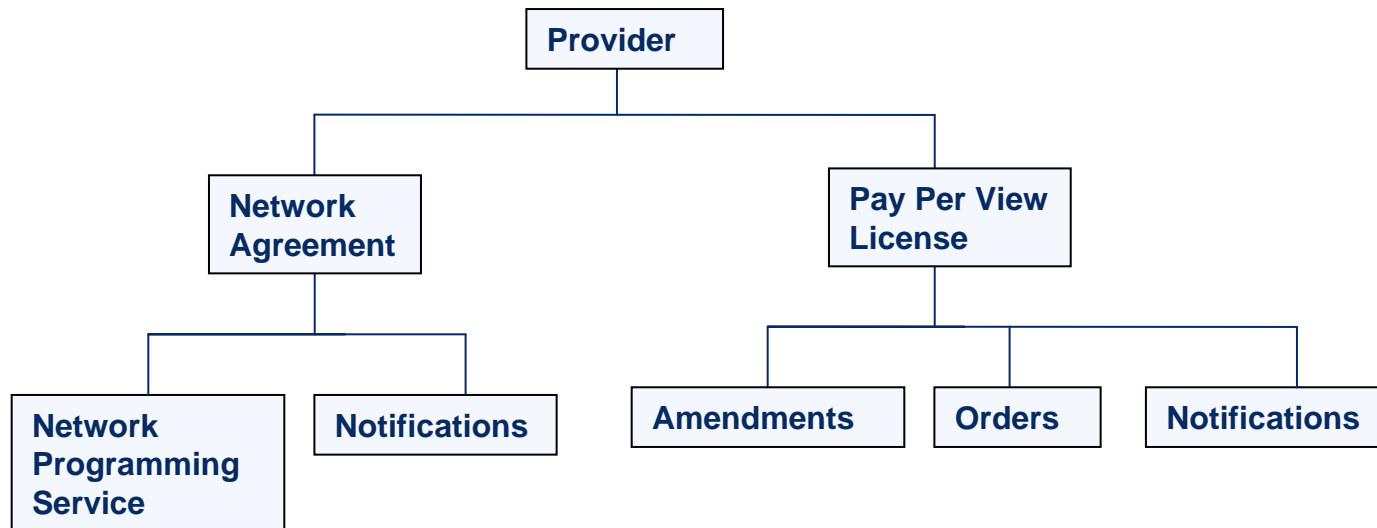 Provider
Network
Agreement
Pay Per View
License
Network
Programming
Service
Notifications
Amendments
Orders
Notifications